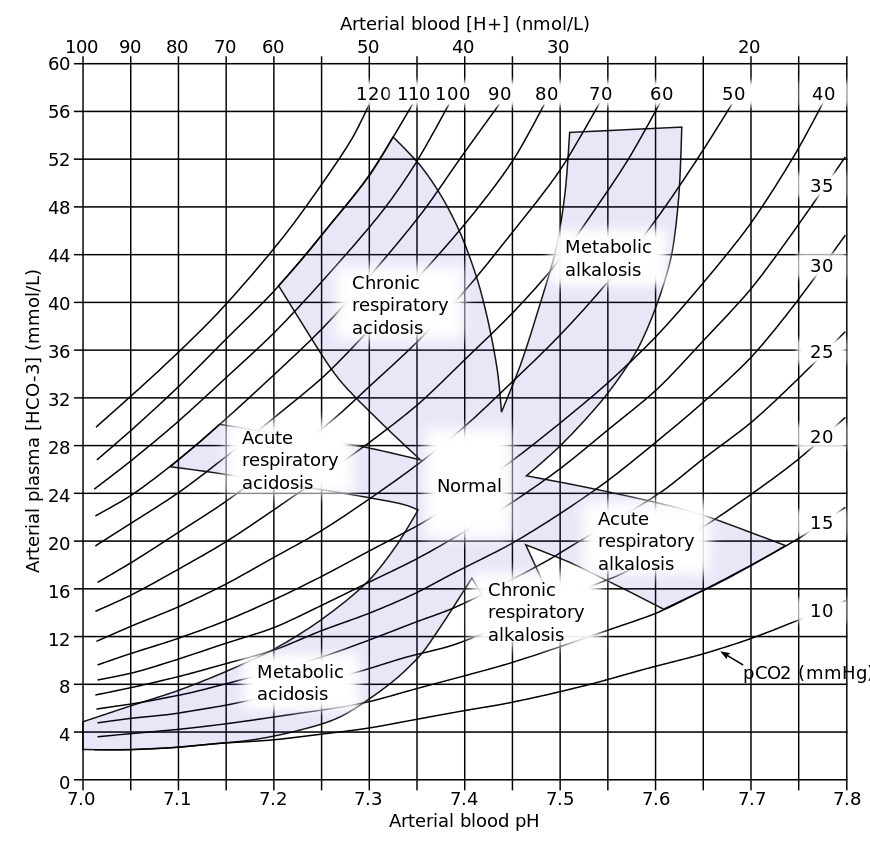 Arterial blood [H+] (nmol/L)
100 90 80 70 60 50 40 30 20
60
120 110 100 90 80 70 60 50 40
56
52
35
48
Metabolic
alkalosis
44
30
Chronic
respiratory
acidosis
40
36
25
32
Acute
respiratory
acidosis
20
28
Normal
24
Acute
respiratory
alkalosis
15
20
Chronic
respiratory
alkalosis
16
10
12
Metabolic
acidosis
pCO2 (mmHg)
8
4
0
Arterial plasma [HCO-3] (mmol/L)
7.0 7.1 7.2 7.3 7.4 7.5 7.6 7.7 7.8
Arterial blood pH